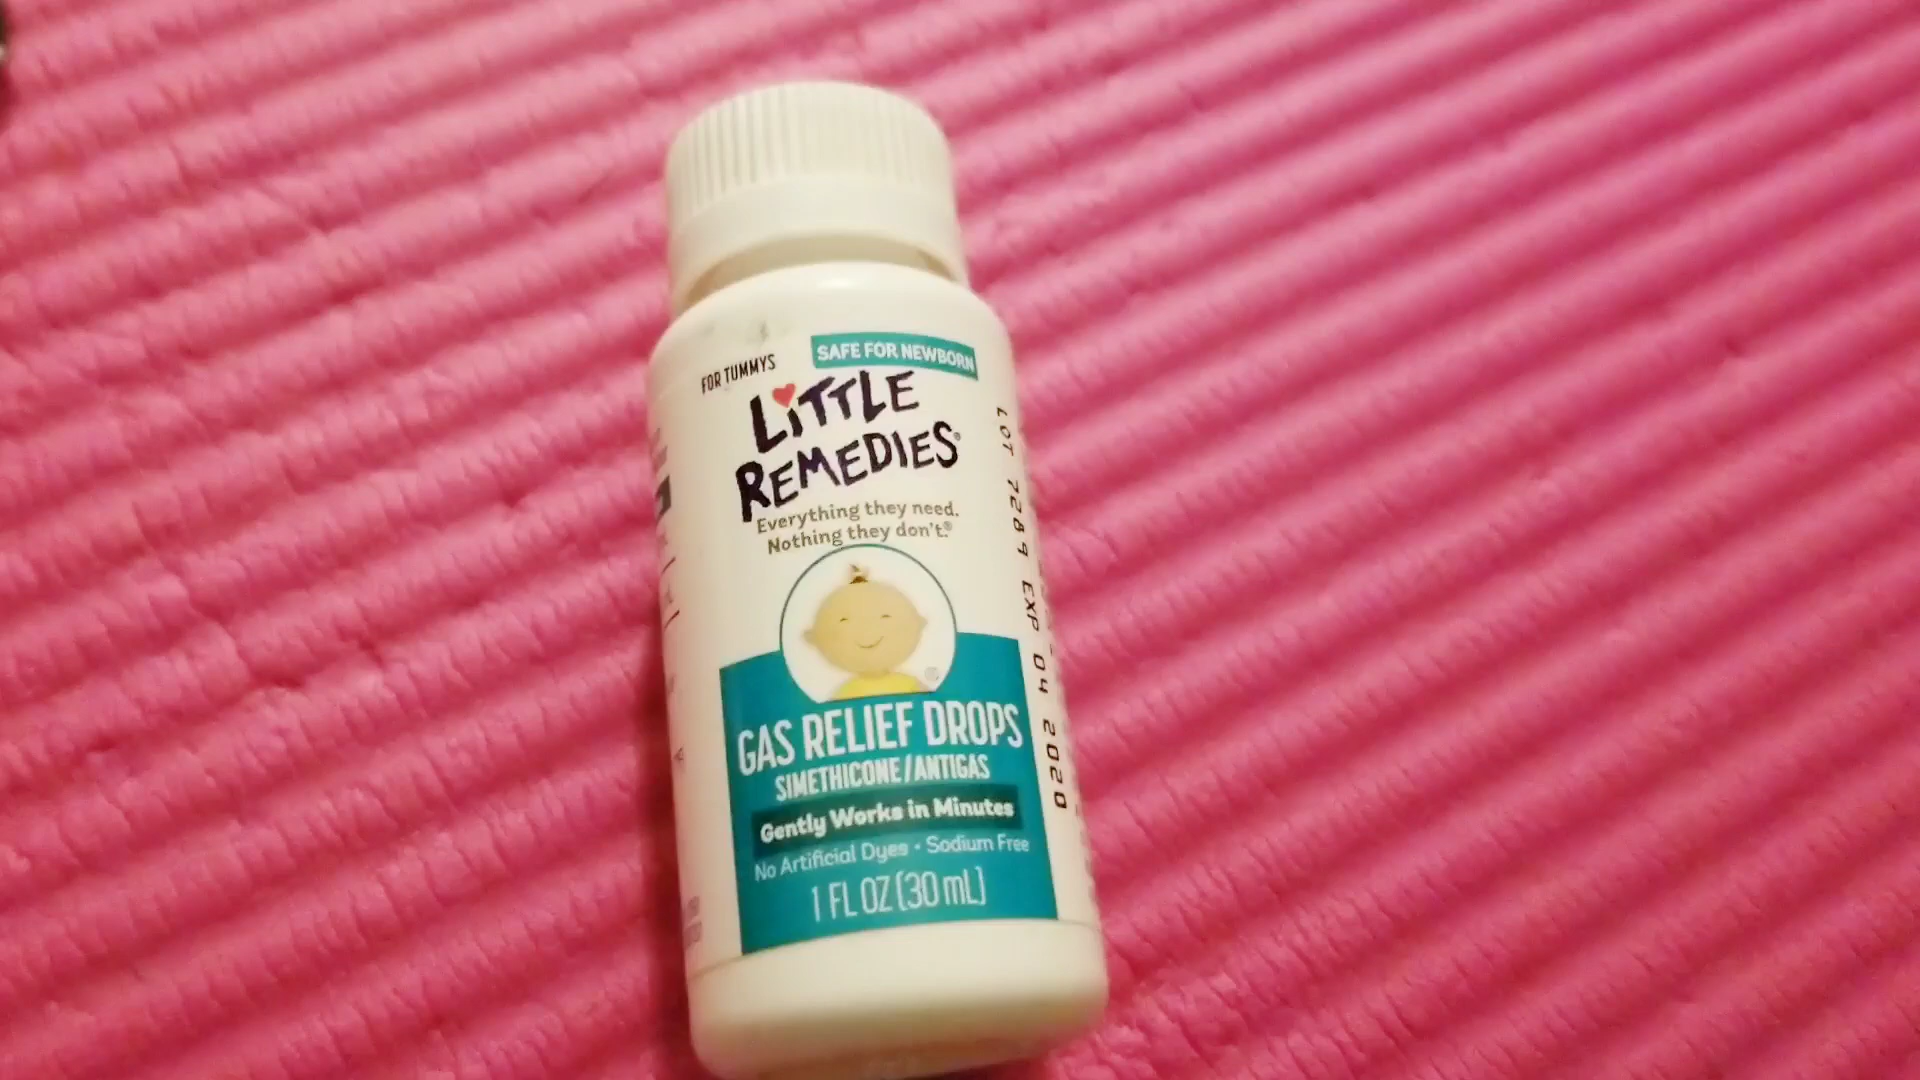 FOR TUMMYS
SAFE FOR NEWBORN
LiTTLE
REMEDIES®
Everything they need.
Nothing they don't.®
GAS RELIEF DROPS
SIMETHICONE/ANTIGAS
Gently Works in Minutes
No Artificial Dyes • Sodium Free
1 FL OZ (30 mL)
LOT 7289 EXP 04 2020